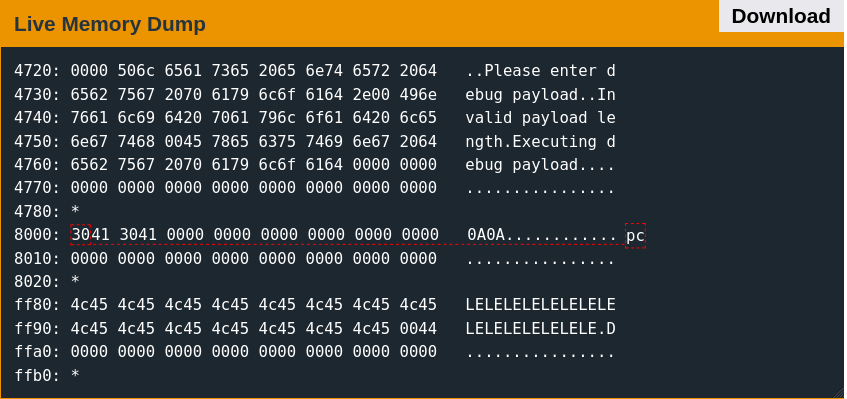 Live Memory Dump
Download
4720: 0000 506c 6561 7365 2065 6e74 6572 2064 ..Please enter d
4730: 6562 7567 2070 6179 6c6f 6164 2e00 496e ebug payload..In
4740: 7661 6c69 6420 7061 796c 6f61 6420 6c65 valid payload le
4750: 6e67 7468 0045 7865 6375 7469 6e67 2064 ngth.Executing d
4760: 6562 7567 2070 6179 6c6f 6164 0000 0000 ebug payload....
4770: 0000 0000 0000 0000 0000 0000 0000 0000 ................
4780: *
8000: 3041 3041 0000 0000 0000 0000 0000 0000 0A0A............ pc
8010: 0000 0000 0000 0000 0000 0000 0000 0000 ................
8020: *
ff80: 4c45 4c45 4c45 4c45 4c45 4c45 4c45 4c45 LELELELELELELELE
ff90: 4c45 4c45 4c45 4c45 4c45 4c45 4c45 0044 LELELELELELELE.D
ffa0: 0000 0000 0000 0000 0000 0000 0000 0000 ................
ffb0: *